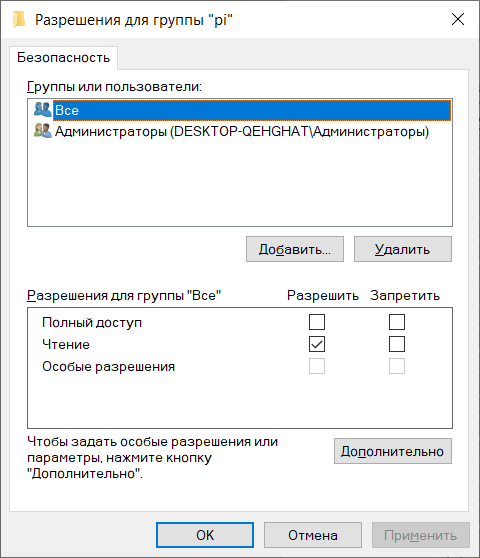 Разрешения для группы "pi"
Безопасность
Группы или пользователи:
Все
Администраторы (DESKTOP-QEHGHAT\Администраторы)
Добавить...
Удалить
Разрешения для группы "Все"
Разрешить
Запретить
Полный доступ
Чтение
Особые разрешения
Чтобы задать особые разрешения или
параметры, нажмите кнопку
"Дополнительно".
Дополнительно
OK
Отмена
Применить